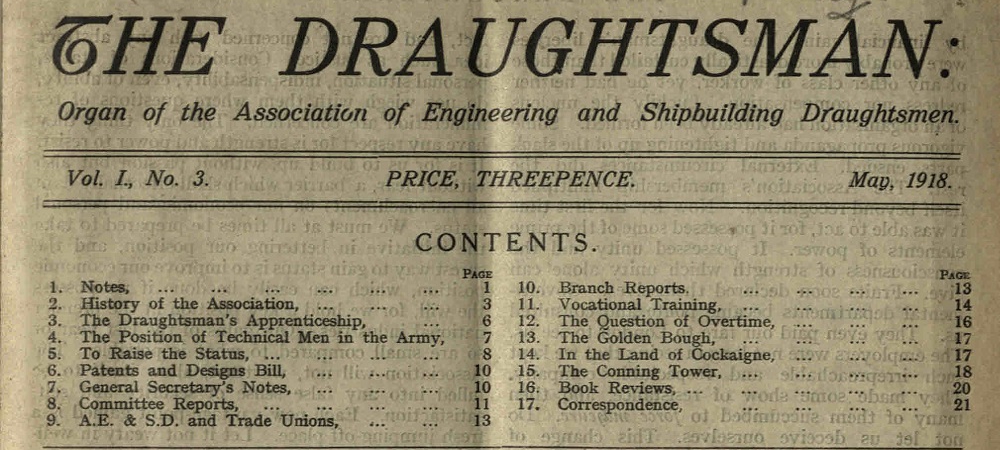 THE DRAUGHTSMAN:
Organ of the Association of Engineering and Shipbuilding Draughtsmen.
Vol. I., No. 3. PRICE, THREEPENCE. May, 1918.
CONTENTS.
PAGE
1. Notes, ... ... ... ... ... 1
2. History of the Association, ... ... 3
3. The Draughtsman's Apprenticeship, ... 6
4. The Position of Technical Men in the Army, 7
5. To Raise the Status, ... ... ... 8
6. Patents and Designs Bill, ... ... 10
7. General Secretary's Notes, ... ... 10
8. Committee Reports, ... ... ... 11
9. A.E. & S.D. and Trade Unions, ... ... 13
PAGE
10. Branch Reports, ... ... ... ... 13
11. Vocational Training, ... ... ... 14
12. The Question of Overtime, ... ... 16
13. The Golden Bough, ... ... ... 17
14. In the Land of Cockaigne, ... ... 17
15. The Conning Tower, ... ... ... 18
16. Book Reviews, ... ... ... ... 20
17. Correspondence, ... ... ... ... 21